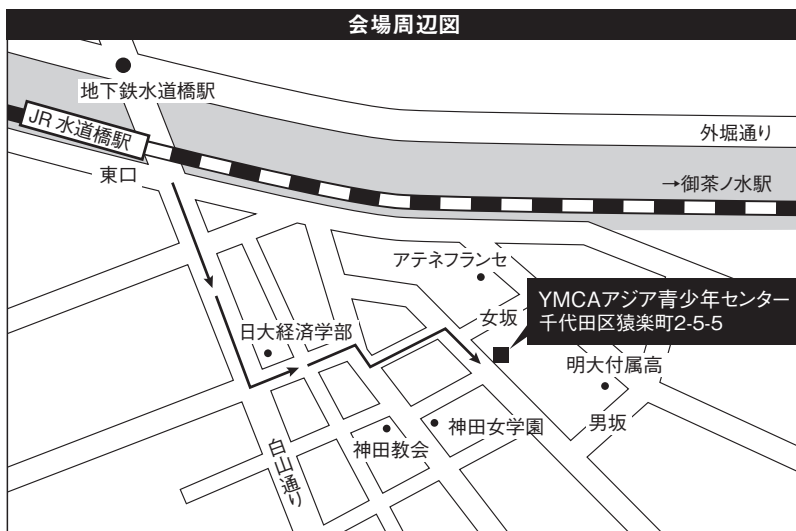 会場周辺図
地下鉄水道橋駅
JR 水道橋駅
外堀通り
東口
→御茶ノ水駅
アテネフランセ
YMCAアジア青少年センター
千代田区猿楽町2-5-5
女坂
日大経済学部
明大付属高
男坂
神田女学園
神田教会
白山通り